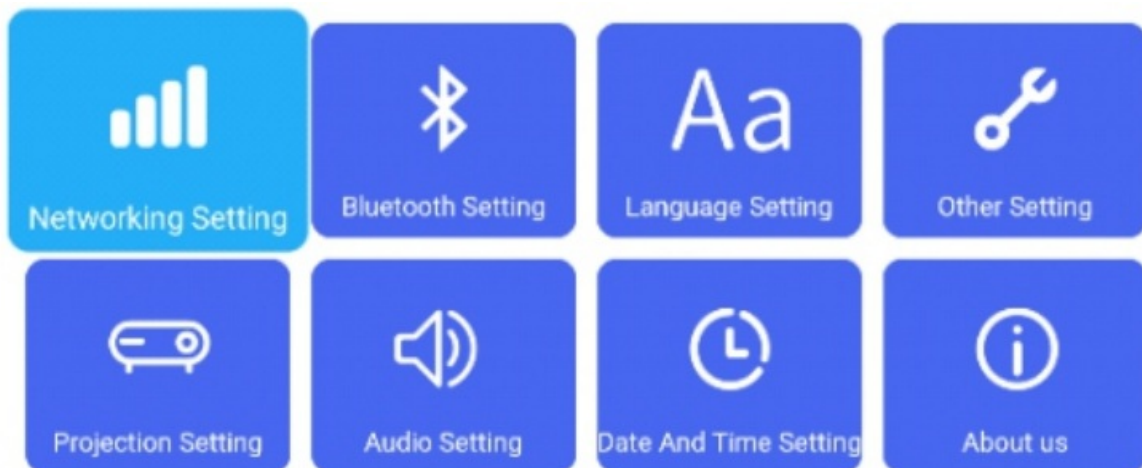 Networking Setting
Bluetooth Setting
Aa
Language Setting
Other Setting
Projection Setting
Audio Setting
Date And Time Setting
About us